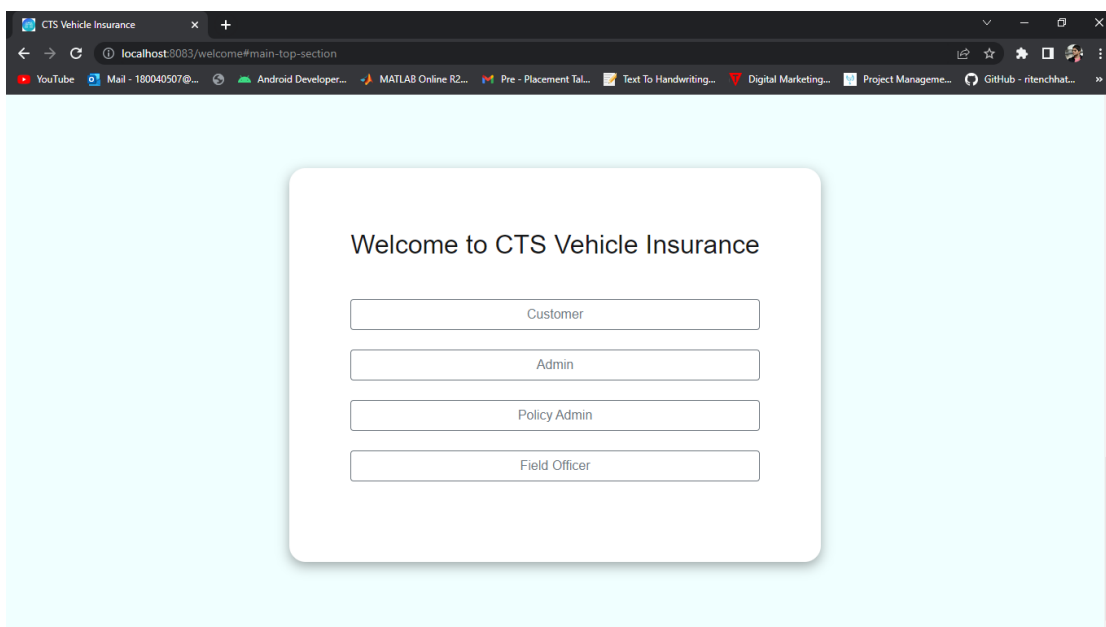 CTS Vehicle Insurance
localhost:8083/welcome#main-top-section
YouTube Mail - 180040507@... Android Developer... MATLAB Online R2... Pre - Placement Tal... Text To Handwriting... Digital Marketing... Project Manageme... GitHub - ritenchhat... »
Welcome to CTS Vehicle Insurance
Customer
Admin
Policy Admin
Field Officer